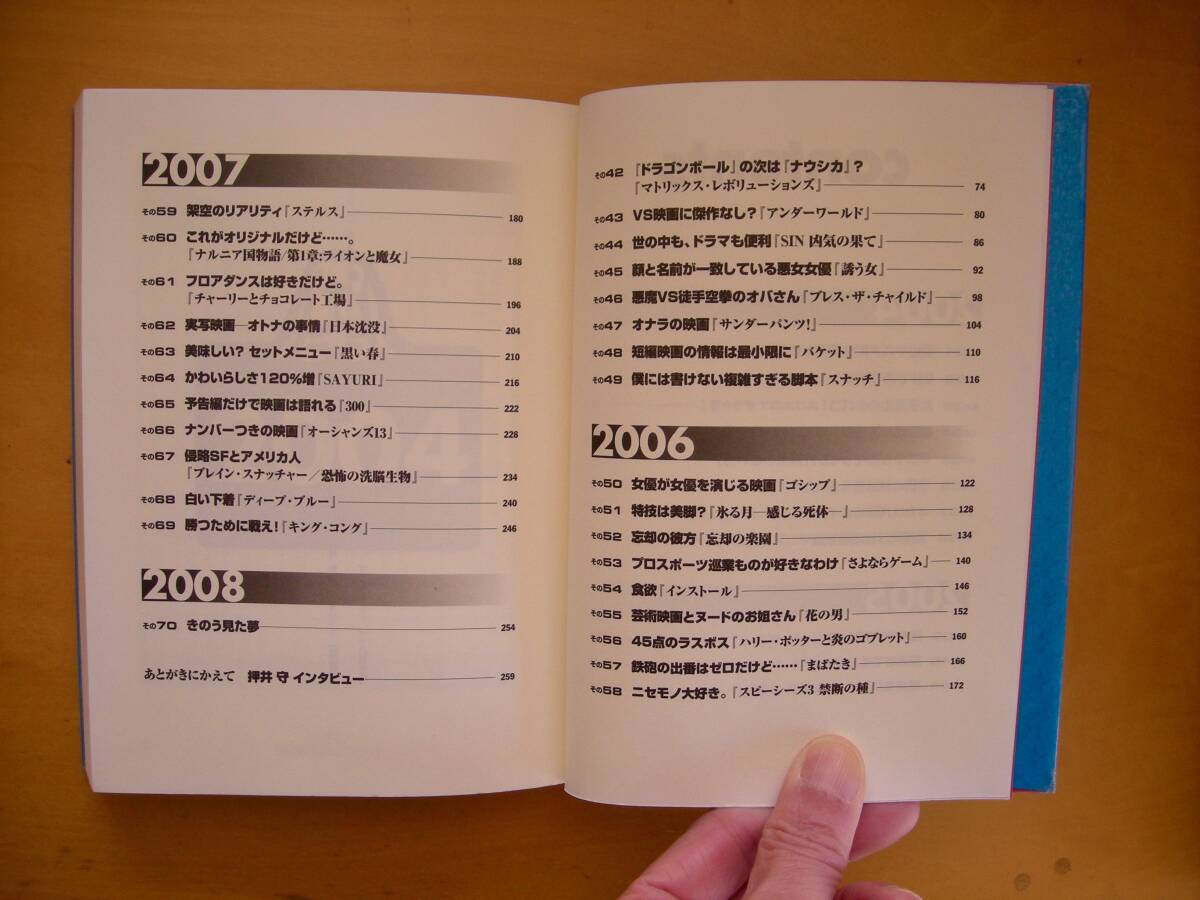 その42 『ドラゴンボール』の次は『ナウシカ』?
『マトリックス・レボリューションズ』 74
その43 VS映画に傑作なし?『アンダーワールド』 80
その44 世の中も、ドラマも便利『SIN 凶気の果て』 86
その45 顔と名前が一致している悪女女優『誘う女』 92
その46 悪魔VS徒手空拳のオバさん『ブレス・ザ・チャイルド』 98
その47 オナラの映画『サンダーパンツ!』 104
その48 短編映画の情報は最小限に『バケット』 110
その49 僕には書けない複雑すぎる脚本『スナッチ』 116
2006
その50 女優が女優を演じる映画『ゴシップ』 122
その51 特技は美脚?『氷る月―感じる死体―』 128
その52 忘却の彼方『忘却の楽園』 134
その53 プロスポーツ巡業ものが好きなわけ『さよならゲーム』 140
その54 食欲『インストール』 146
その55 芸術映画とヌードのお姐さん『花の男』 152
その56 45点のラスボス『ハリー・ポッターと炎のゴブレット』 160
その57 鉄砲の出番はゼロだけど……『まばたき』 166
その58 ニセモノ大好き。『スピーシーズ3 禁断の種』 172
2007
その59 架空のリアリティ『ステルス』 180
その60 これがオリジナルだけど……。
『ナルニア国物語/第1章:ライオンと魔女』 188
その61 フロアダンスは好きだけど。
『チャーリーとチョコレート工場』 196
その62 実写映画―オトナの事情『日本沈没』 204
その63 美味しい? セットメニュー『黒い春』 210
その64 かわいらしさ120%増『SAYURI』 216
その65 予告編だけで映画は語れる『300』 222
その66 ナンバーつきの映画『オーシャンズ13』 228
その67 侵略SFとアメリカ人
『ブレイン・スナッチャー/恐怖の洗脳生物』 234
その68 白い下着『ディープ・ブルー』 240
その69 勝つために戦え!『キング・コング』 246
2008
その70 きのう見た夢 254
あとがきにかえて 押井 守 インタビュー 259